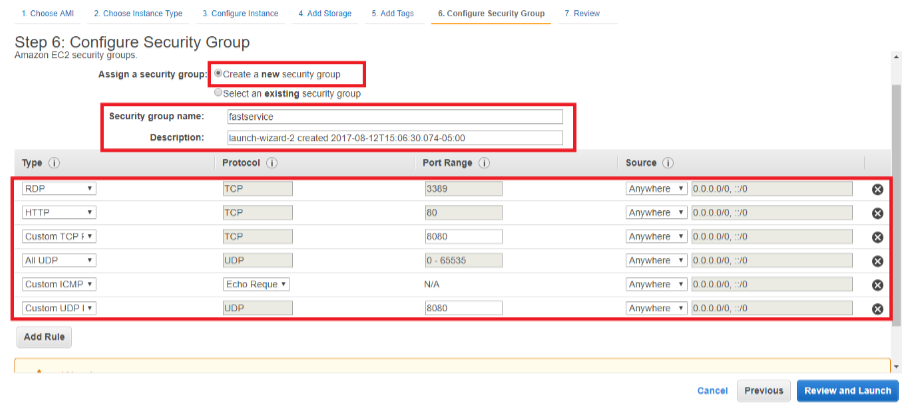 1. Choose AMI 2. Choose Instance Type 3. Configure Instance 4. Add Storage 5. Add Tags 6. Configure Security Group 7. Review
Step 6: Configure Security Group
Amazon EC2 security groups.
Assign a security group: Create a new security group
Select an existing security group
Security group name: fastservice
Description: launch-wizard-2 created 2017-08-12T15:06:30.074-05:00
Type Protocol Port Range Source
RDP TCP 3389 Anywhere 0.0.0.0/0, ::/0
HTTP TCP 80 Anywhere 0.0.0.0/0, ::/0
Custom TCP TCP 8080 Anywhere 0.0.0.0/0, ::/0
All UDP UDP 0 - 65535 Anywhere 0.0.0.0/0, ::/0
Custom ICMP Echo Reque N/A Anywhere 0.0.0.0/0, ::/0
Custom UDP UDP 8080 Anywhere 0.0.0.0/0, ::/0
Add Rule
Cancel Previous Review and Launch